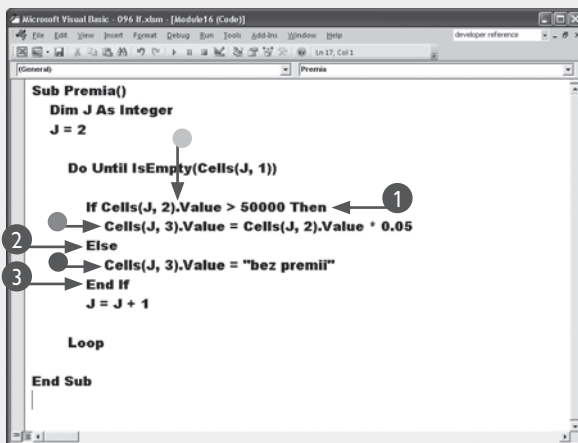 Microsoft Visual Basic - 096 If.xlsm - [Module16 (Code)]
File Edit View Insert Format Debug Run Tools Add-Ins Window Help developer reference
Ln 17, Col 1
(General) Premia
Sub Premia()
Dim J As Integer
J = 2
Do Until IsEmpty(Cells(J, 1))
If Cells(J, 2).Value > 50000 Then 1
Cells(J, 3).Value = Cells(J, 2).Value * 0.05
2 Else
Cells(J, 3).Value = "bez premii"
3 End If
J = J + 1
Loop
End Sub